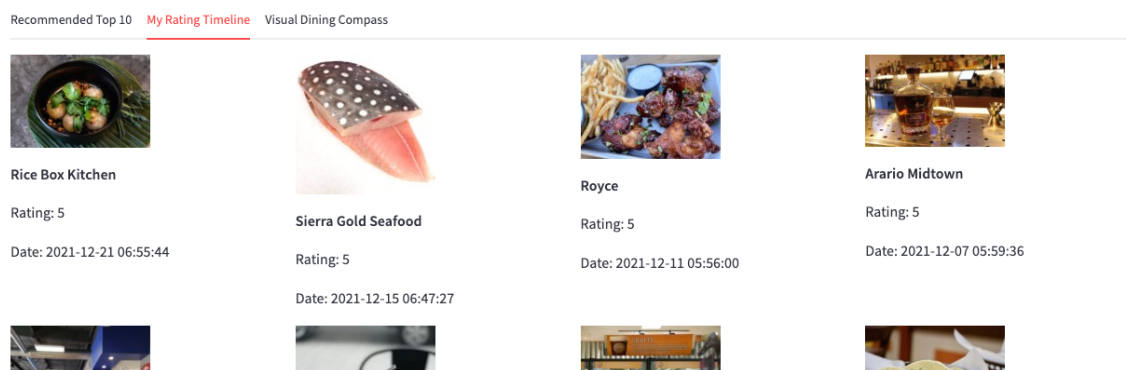 Recommended Top 10
My Rating Timeline
Visual Dining Compass
Rice Box Kitchen
Rating: 5
Date: 2021-12-21 06:55:44
Sierra Gold Seafood
Rating: 5
Date: 2021-12-15 06:47:27
Royce
Rating: 5
Date: 2021-12-11 05:56:00
Arario Midtown
Rating: 5
Date: 2021-12-07 05:59:36